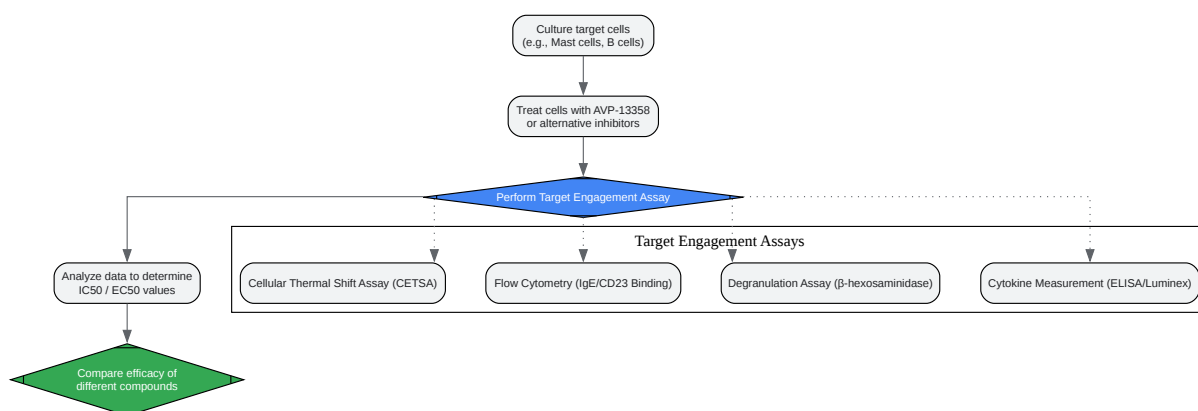 Culture target cells
(e.g., Mast cells, B cells)
Treat cells with AVP-13358
or alternative inhibitors
Perform Target Engagement Assay
Target Engagement Assays
Analyze data to determine
IC50 / EC50 values
Cellular Thermal Shift Assay (CETSA)
Flow Cytometry (IgE/CD23 Binding)
Degranulation Assay (β-hexosaminidase)
Cytokine Measurement (ELISA/Luminex)
Compare efficacy of
different compounds